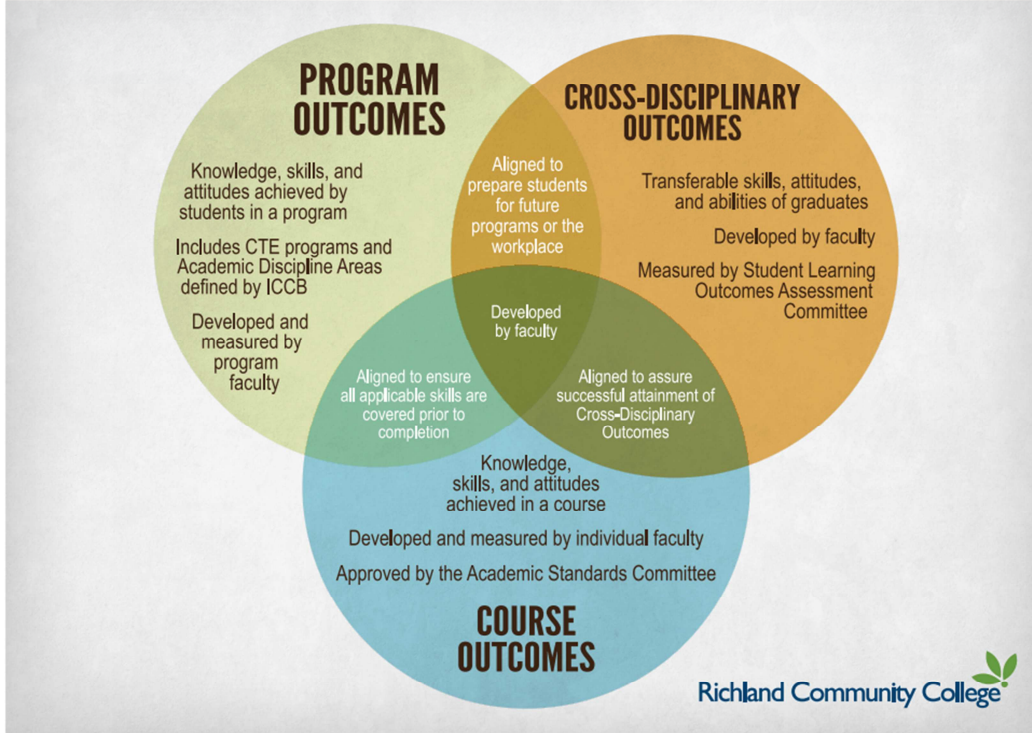 PROGRAM
OUTCOMES
Knowledge, skills, and
attitudes achieved by
students in a program
Includes CTE programs and
Academic Discipline Areas
defined by ICCB
Developed and
measured by
program
faculty
CROSS-DISCIPLINARY
OUTCOMES
Transferable skills, attitudes,
and abilities of graduates
Developed by faculty
Measured by Student Learning
Outcomes Assessment
Committee
Aligned to
prepare students
for future
programs or the
workplace
Developed
by faculty
Aligned to ensure
all applicable skills are
covered prior to
completion
Aligned to assure
successful attainment of
Cross-Disciplinary
Outcomes
Knowledge,
skills, and attitudes
achieved in a course
Developed and measured by individual faculty
Approved by the Academic Standards Committee
COURSE
OUTCOMES
Richland Community College